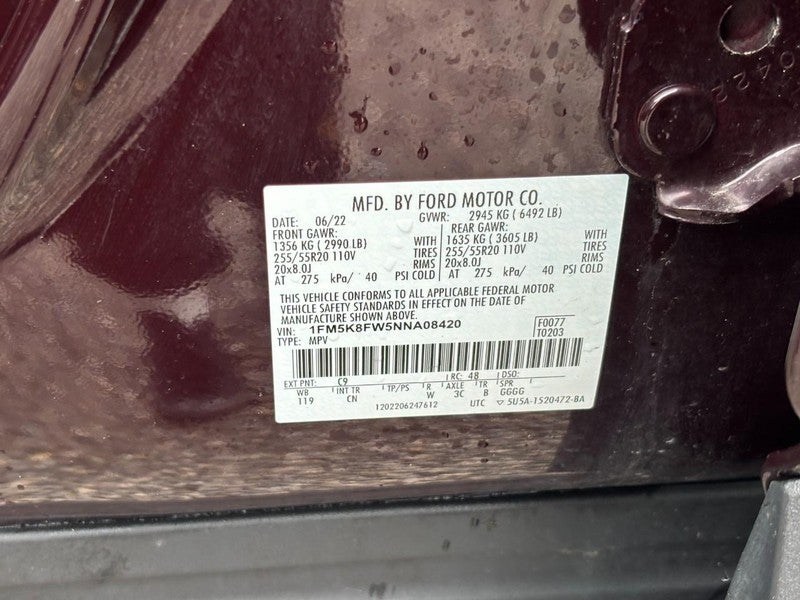 0422
MFD. BY FORD MOTOR CO.
DATE: 06/22 GVWR: 2945 KG ( 6492 LB)
FRONT GAWR: REAR GAWR:
1356 KG ( 2990 LB) WITH 1635 KG ( 3605 LB) WITH
255/55R20 110V TIRES 255/55R20 110V TIRES
20x8.0J RIMS 20x8.0J RIMS
AT 275 kPa/ 40 PSI COLD AT 275 kPa/ 40 PSI COLD
THIS VEHICLE CONFORMS TO ALL APPLICABLE FEDERAL MOTOR
VEHICLE SAFETY STANDARDS IN EFFECT ON THE DATE OF
MANUFACTURE SHOWN ABOVE.
VIN: 1FM5K8FW5NNA08420 F0077
TYPE: MPV T0203
EXT PNT: C9 RC: 48 DSO:
WB INT TR TP/PS R AXLE TR SPR
119 CN W 3C B GGGG
1202206247612 UTC ▽ 5U5A-1520472-BA